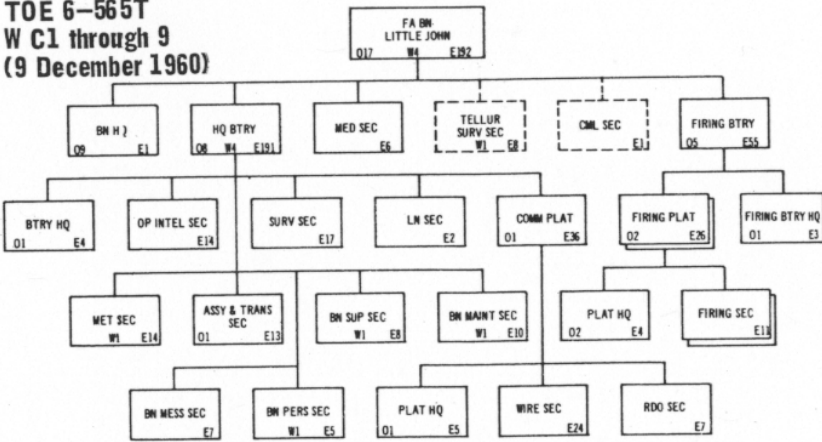 TOE 6-565T
W C1 through 9
(9 December 1960)
FA BN
LITTLE JOHN
O17 W4 E192
BN H
O9 E1
HQ BTRY
O8 W4 E191
MED SEC
E6
TELLUR
SURV SEC
W1 E8
CML SEC
E1
FIRING BTRY
O5 E55
BTRY HQ
O1 E4
OP INTEL SEC
E14
SURV SEC
E17
LN SEC
E2
COMM PLAT
O1 E36
FIRING PLAT
O2 E26
FIRING BTRY HQ
O1 E3
MET SEC
W1 E14
ASSY & TRANS
SEC
O1 E13
BN SUP SEC
W1 E8
BN MAINT SEC
W1 E10
PLAT HQ
O2 E4
FIRING SEC
E11
BN MESS SEC
E7
BN PERS SEC
W1 E5
PLAT HQ
O1 E5
WIRE SEC
E24
RDO SEC
E7